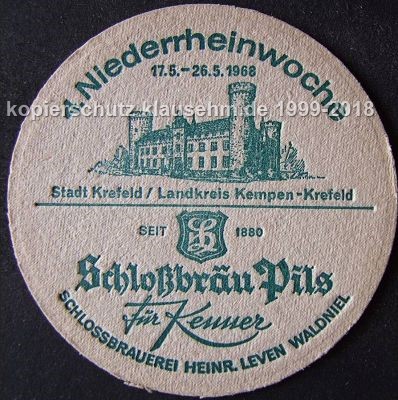 Niederrheinwoche
17.5.–26.5.1968
kopierschutz klausehm.de 1999-2018
Stadt Krefeld / Landkreis Kempen-Krefeld
SEIT 1880
Schloßbräu Pils
Für Kenner
SCHLOSSBRAUEREI HEINR. LEVEN WALDNIEL